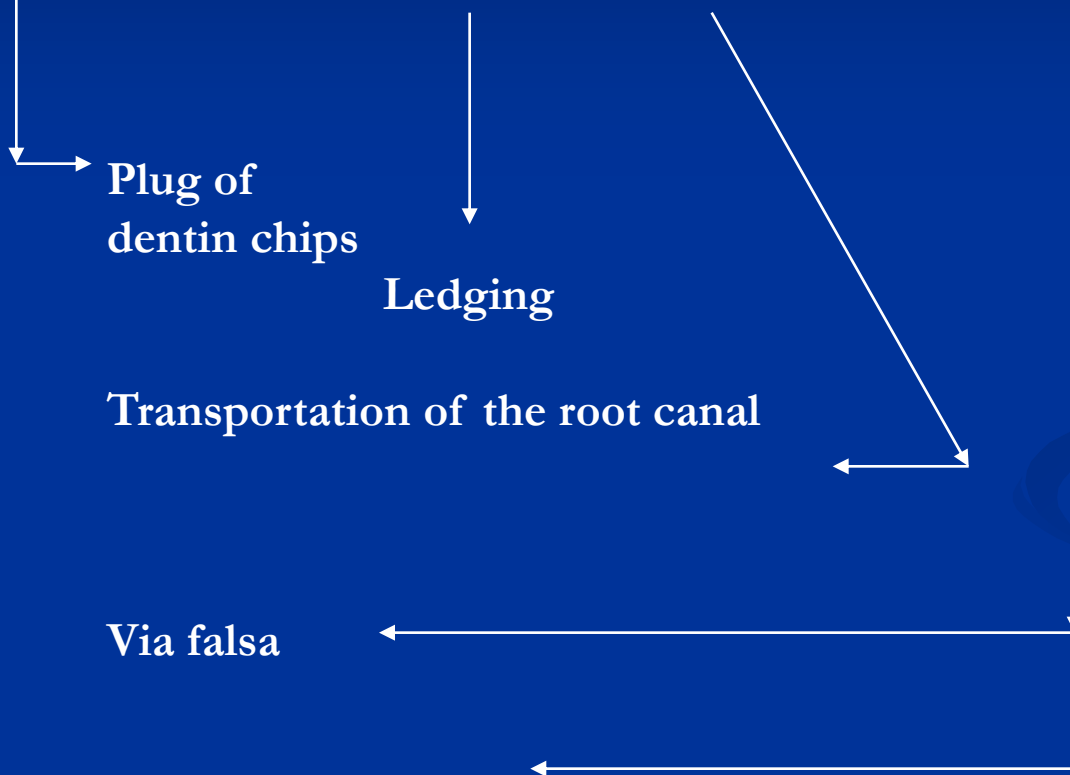 Plug of
dentin chips
Ledging
Transportation of the root canal
Via falsa